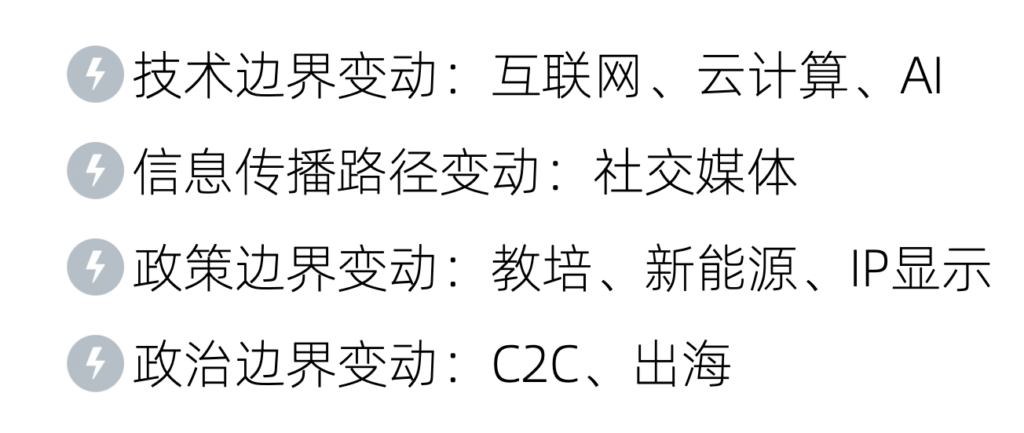 技术边界变动：互联网、云计算、AI
信息传播路径变动：社交媒体
政策边界变动：教培、新能源、IP显示
政治边界变动：C2C、出海